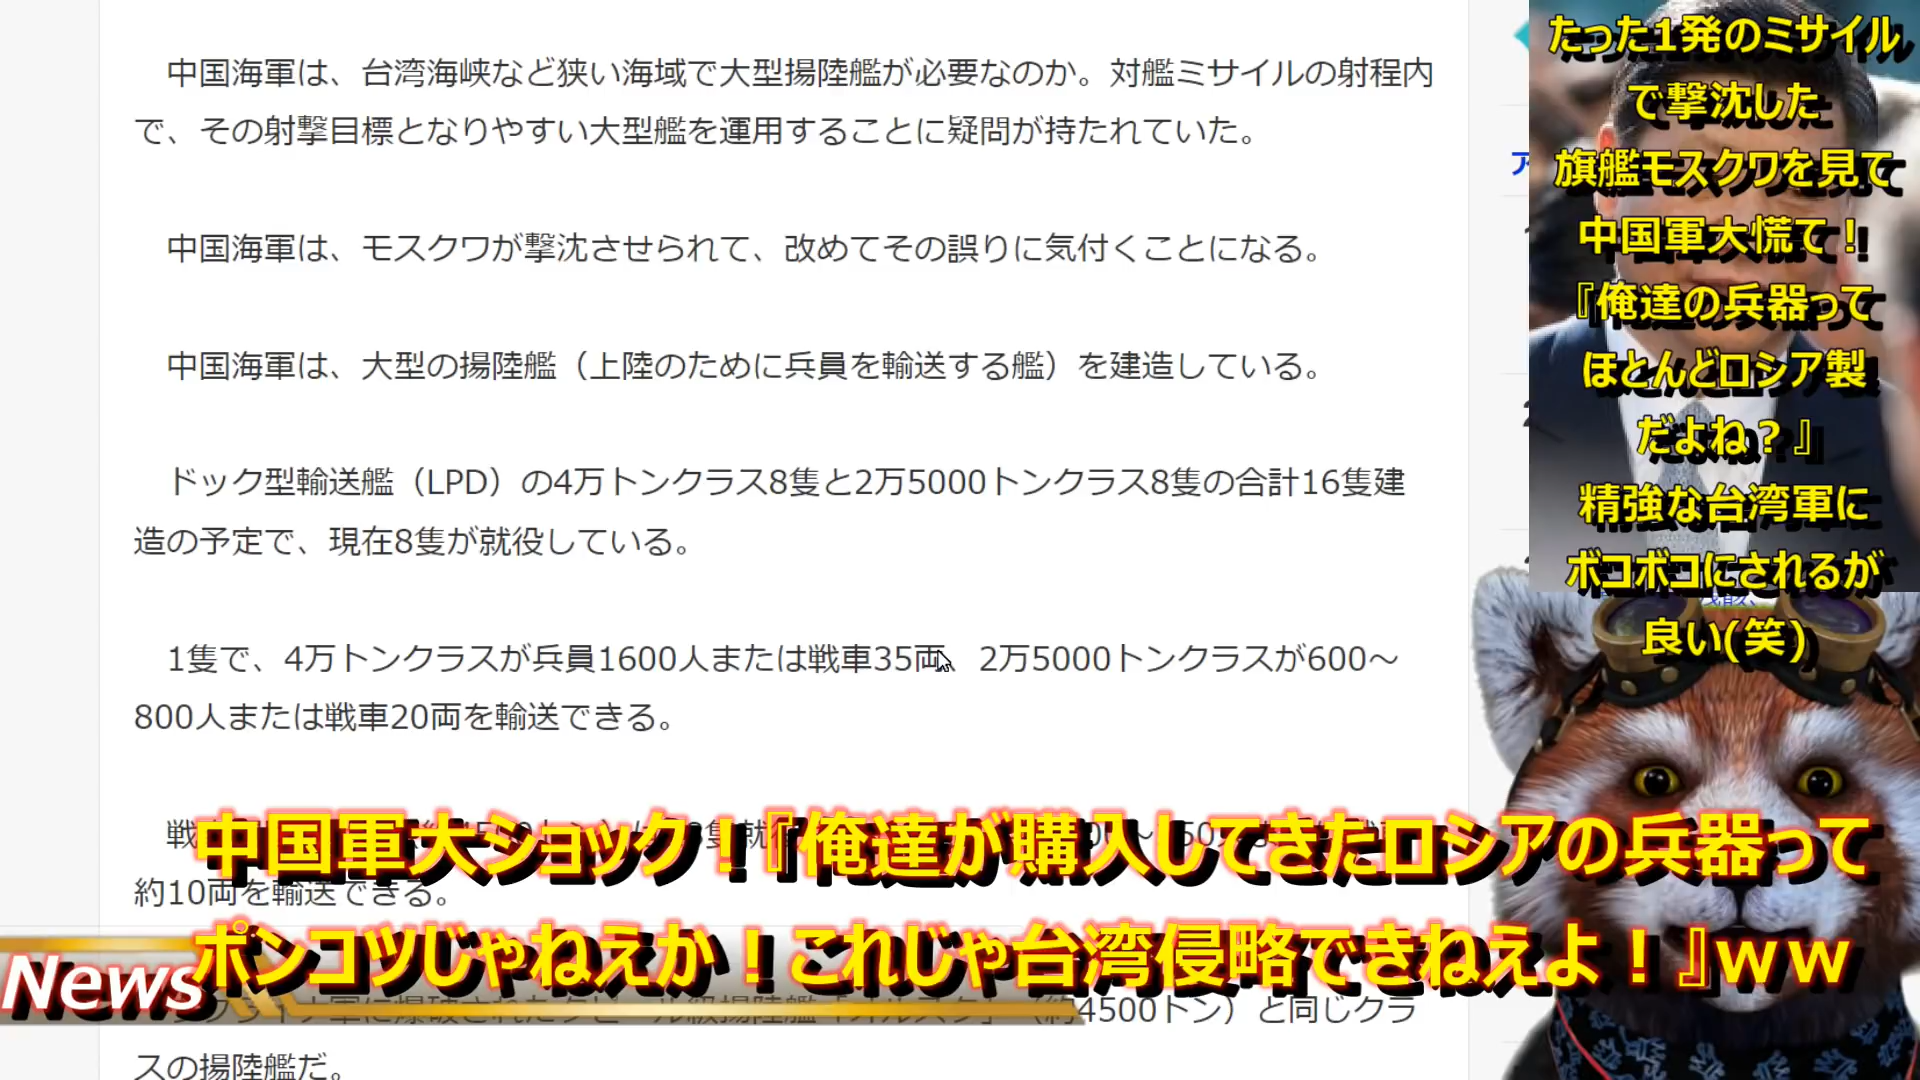 中国海軍は、台湾海峡など狭い海域で大型揚陸艦が必要なのか。対艦ミサイルの射程内
で、その射撃目標となりやすい大型艦を運用することに疑問が持たれていた。
中国海軍は、モスクワが撃沈させられて、改めてその誤りに気付くことになる。
中国海軍は、大型の揚陸艦（上陸のために兵員を輸送する艦）を建造している。
ドック型輸送艦（LPD）の4万トンクラス8隻と2万5000トンクラス8隻の合計16隻建
造の予定で、現在8隻が就役している。
1隻で、4万トンクラスが兵員1600人または戦車35両、2万5000トンクラスが600～
800人または戦車20両を輸送できる。
戦
約10両を輸送できる。
4500トン）と同じクラ
スの揚陸艦だ。
たった1発のミサイル
で撃沈した
旗艦モスクワを見て
中国軍大慌て！
『俺達の兵器って
ほとんどロシア製
だよね？』
精強な台湾軍に
ボコボコにされるが
良い(笑)
中国軍大ショック！『俺達が購入してきたロシアの兵器って
ポンコツじゃねえか！これじゃ台湾侵略できねえよ！』ｗｗ
News